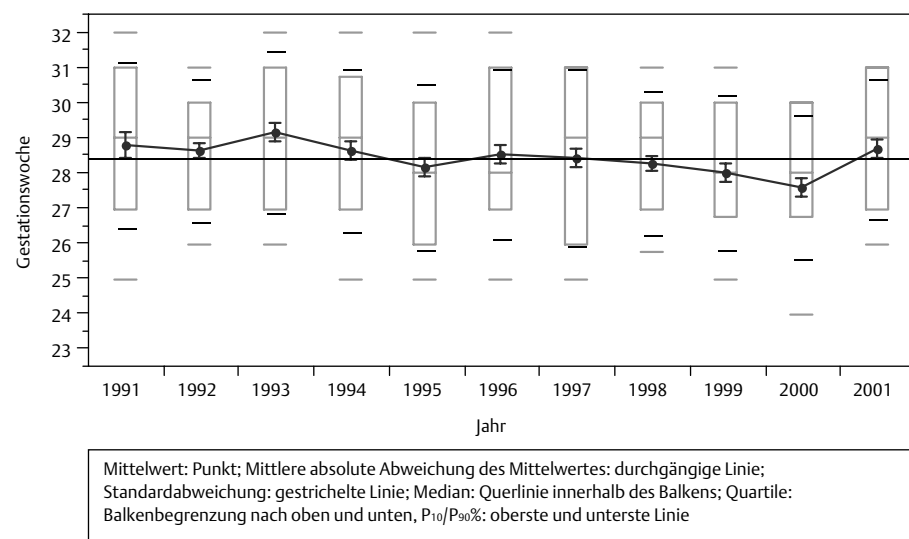 Gestationswoche
32
31
30
29
28
27
26
25
24
23
1991 1992 1993 1994 1995 1996 1997 1998 1999 2000 2001
Jahr
Mittelwert: Punkt; Mittlere absolute Abweichung des Mittelwertes: durchgängige Linie;
Standardabweichung: gestrichelte Linie; Median: Querlinie innerhalb des Balkens; Quartile:
Balkenbegrenzung nach oben und unten, P₁₀/P₉₀%: oberste und unterste Linie